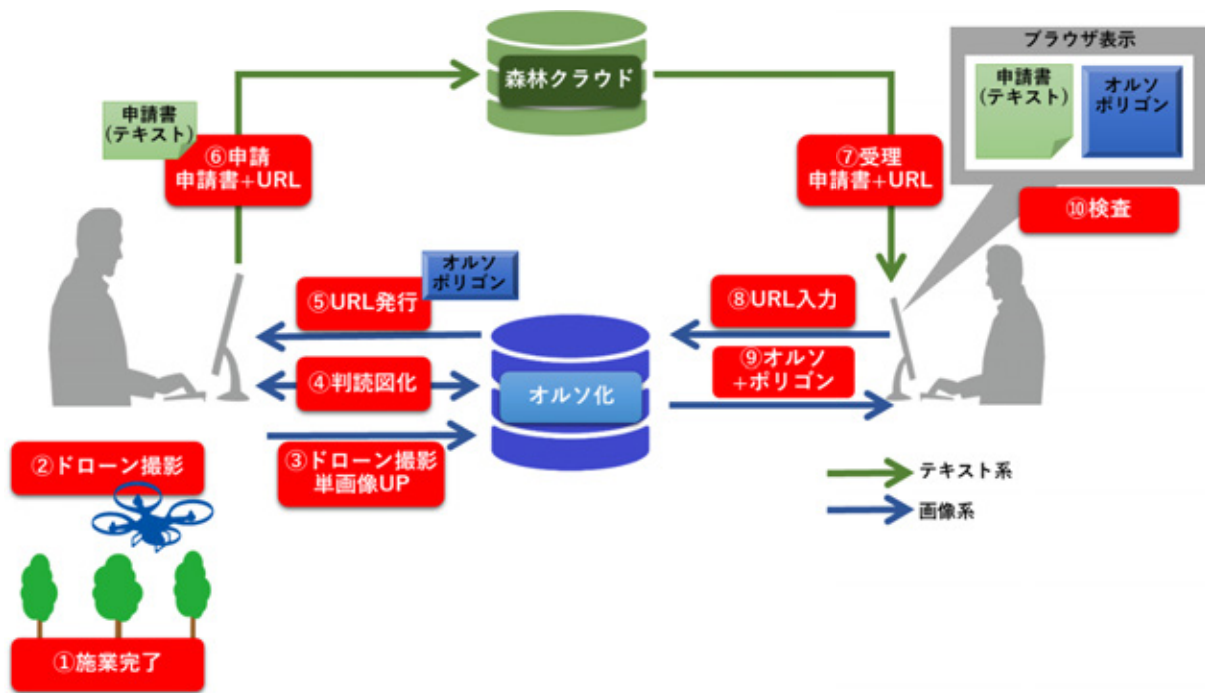 森林クラウド
ブラウザ表示
申請書
(テキスト)
オルソ
ポリゴン
申請書
(テキスト)
⑥申請
申請書+URL
⑦受理
申請書+URL
⑩検査
オルソ
ポリゴン
⑤URL発行
⑧URL入力
④判読図化
オルソ化
⑨オルソ
+ポリゴン
②ドローン撮影
③ドローン撮影
単画像UP
テキスト系
画像系
①施業完了